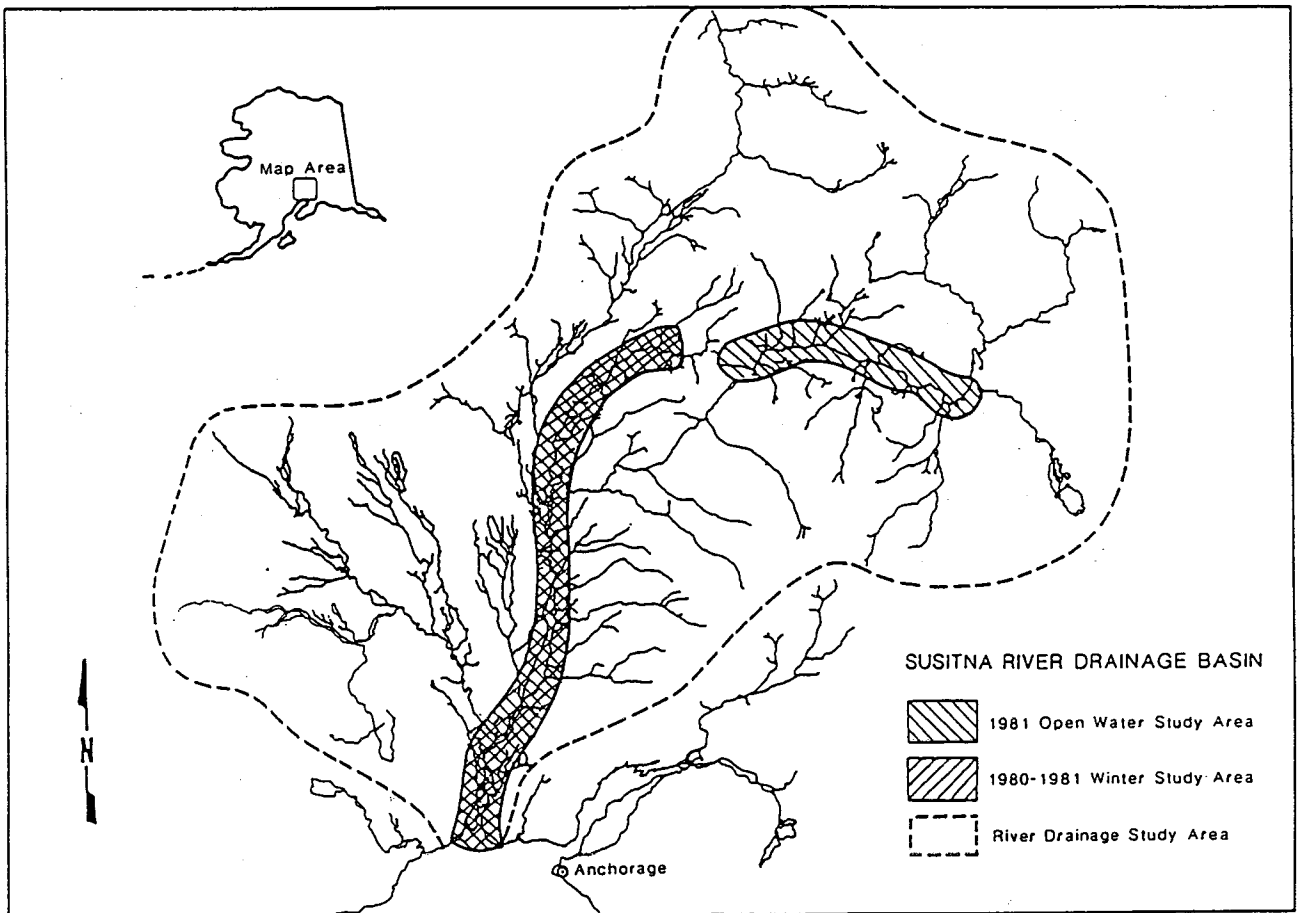 Map Area
SUSITNA RIVER DRAINAGE BASIN
1981 Open Water Study Area
1980-1981 Winter Study Area
River Drainage Study Area
N
Anchorage